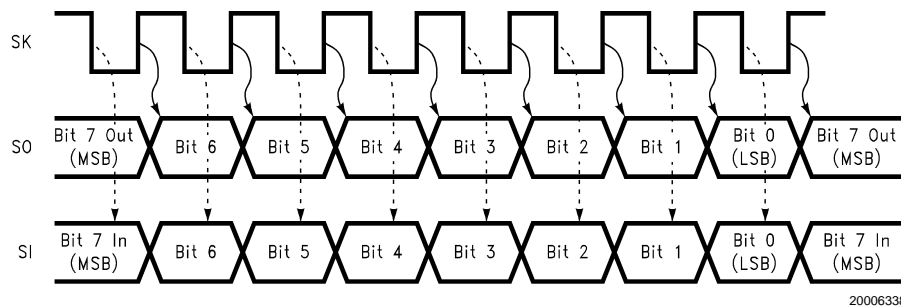 SK
SO
Bit 7 Out
(MSB)
Bit 6
Bit 5
Bit 4
Bit 3
Bit 2
Bit 1
Bit 0
(LSB)
Bit 7 Out
(MSB)
SI
Bit 7 In
(MSB)
Bit 6
Bit 5
Bit 4
Bit 3
Bit 2
Bit 1
Bit 0
(LSB)
Bit 7 In
(MSB)
20006338